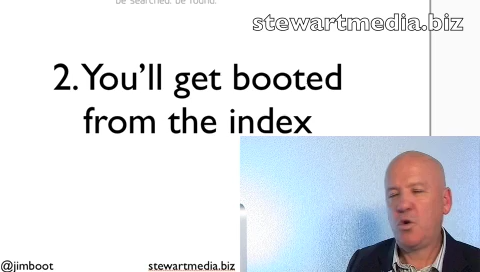 be searched. be found.
stewartmedia.biz
2. You'll get booted
from the index
@jimboot
stewartmedia.biz